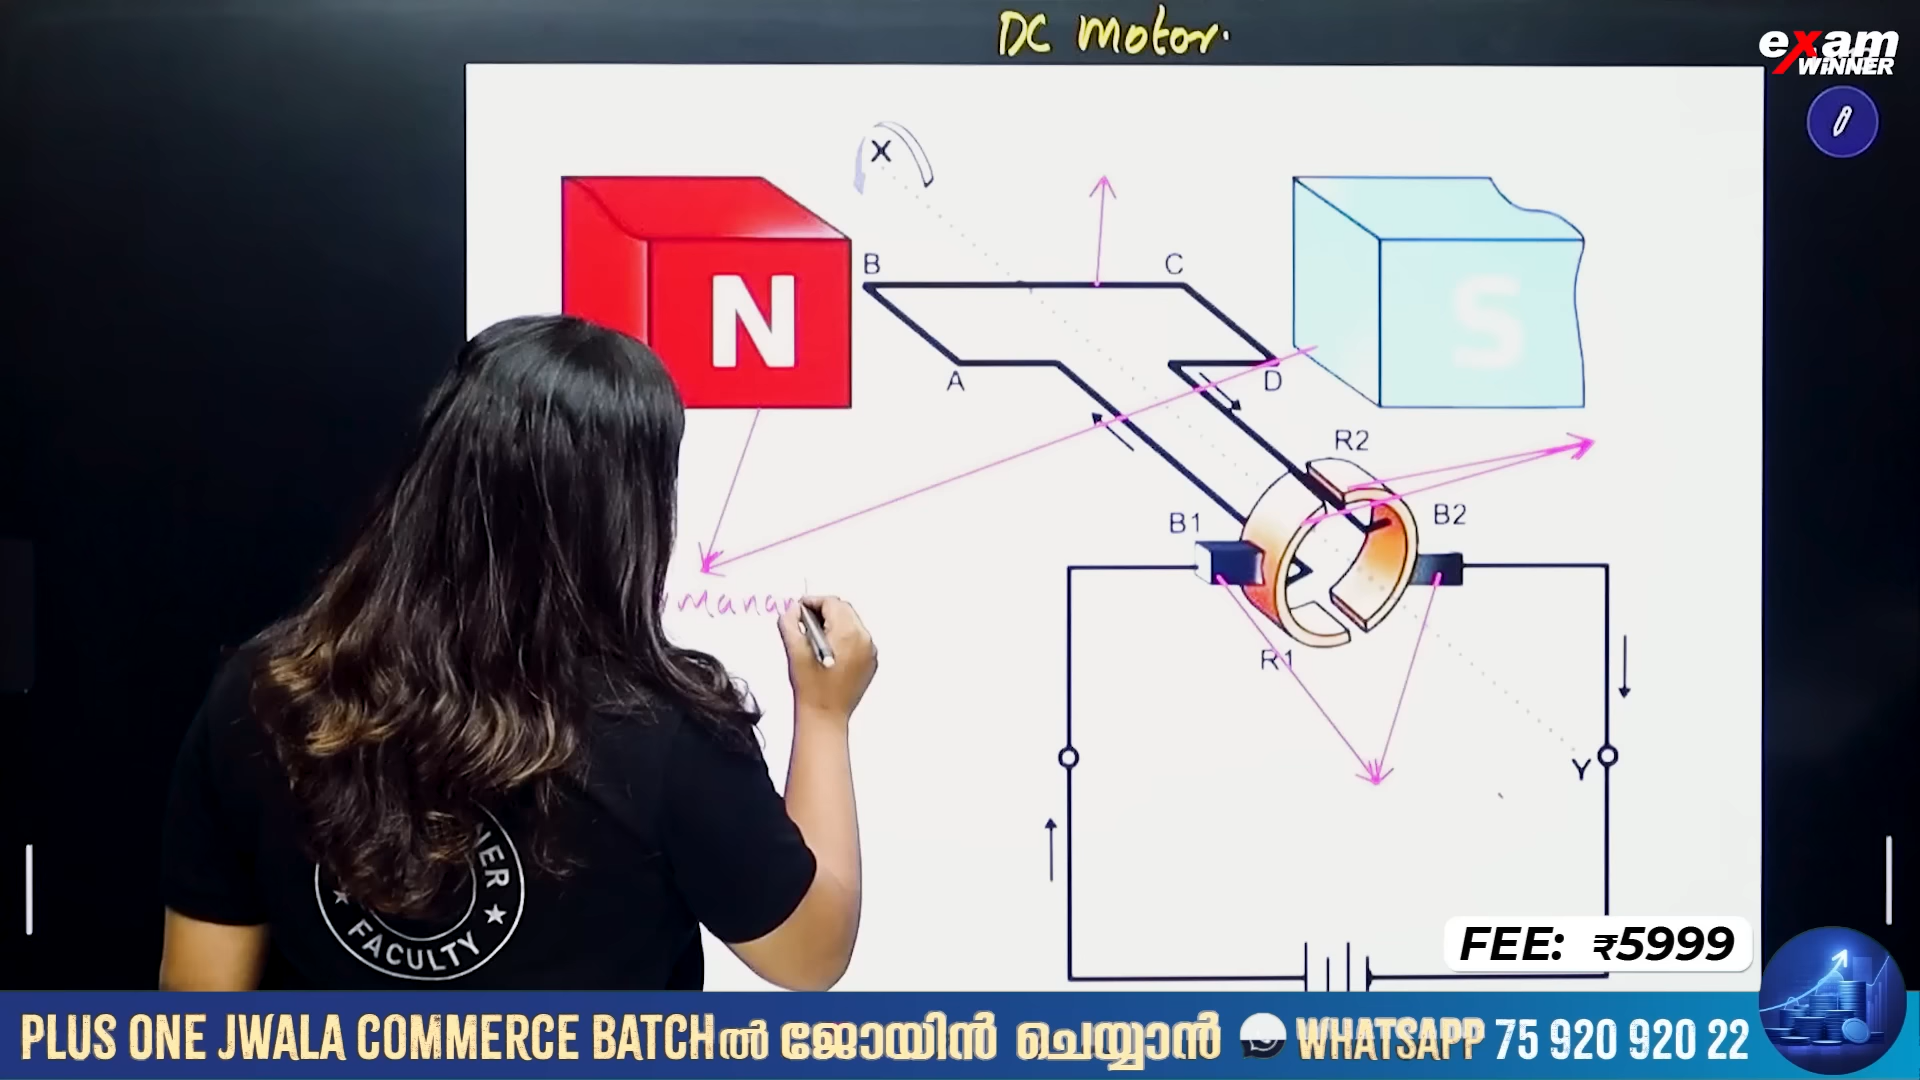 DC Motor.
exam
WINNER
X
N
S
B
C
A
D
R2
B1
B2
R1
Y
NER
★ FACULTY ★
FEE: ₹5999
PLUS ONE JWALA COMMERCE BATCHൽ ജോയിൻ ചെയ്യാൻ WHATSAPP 75 920 920 22